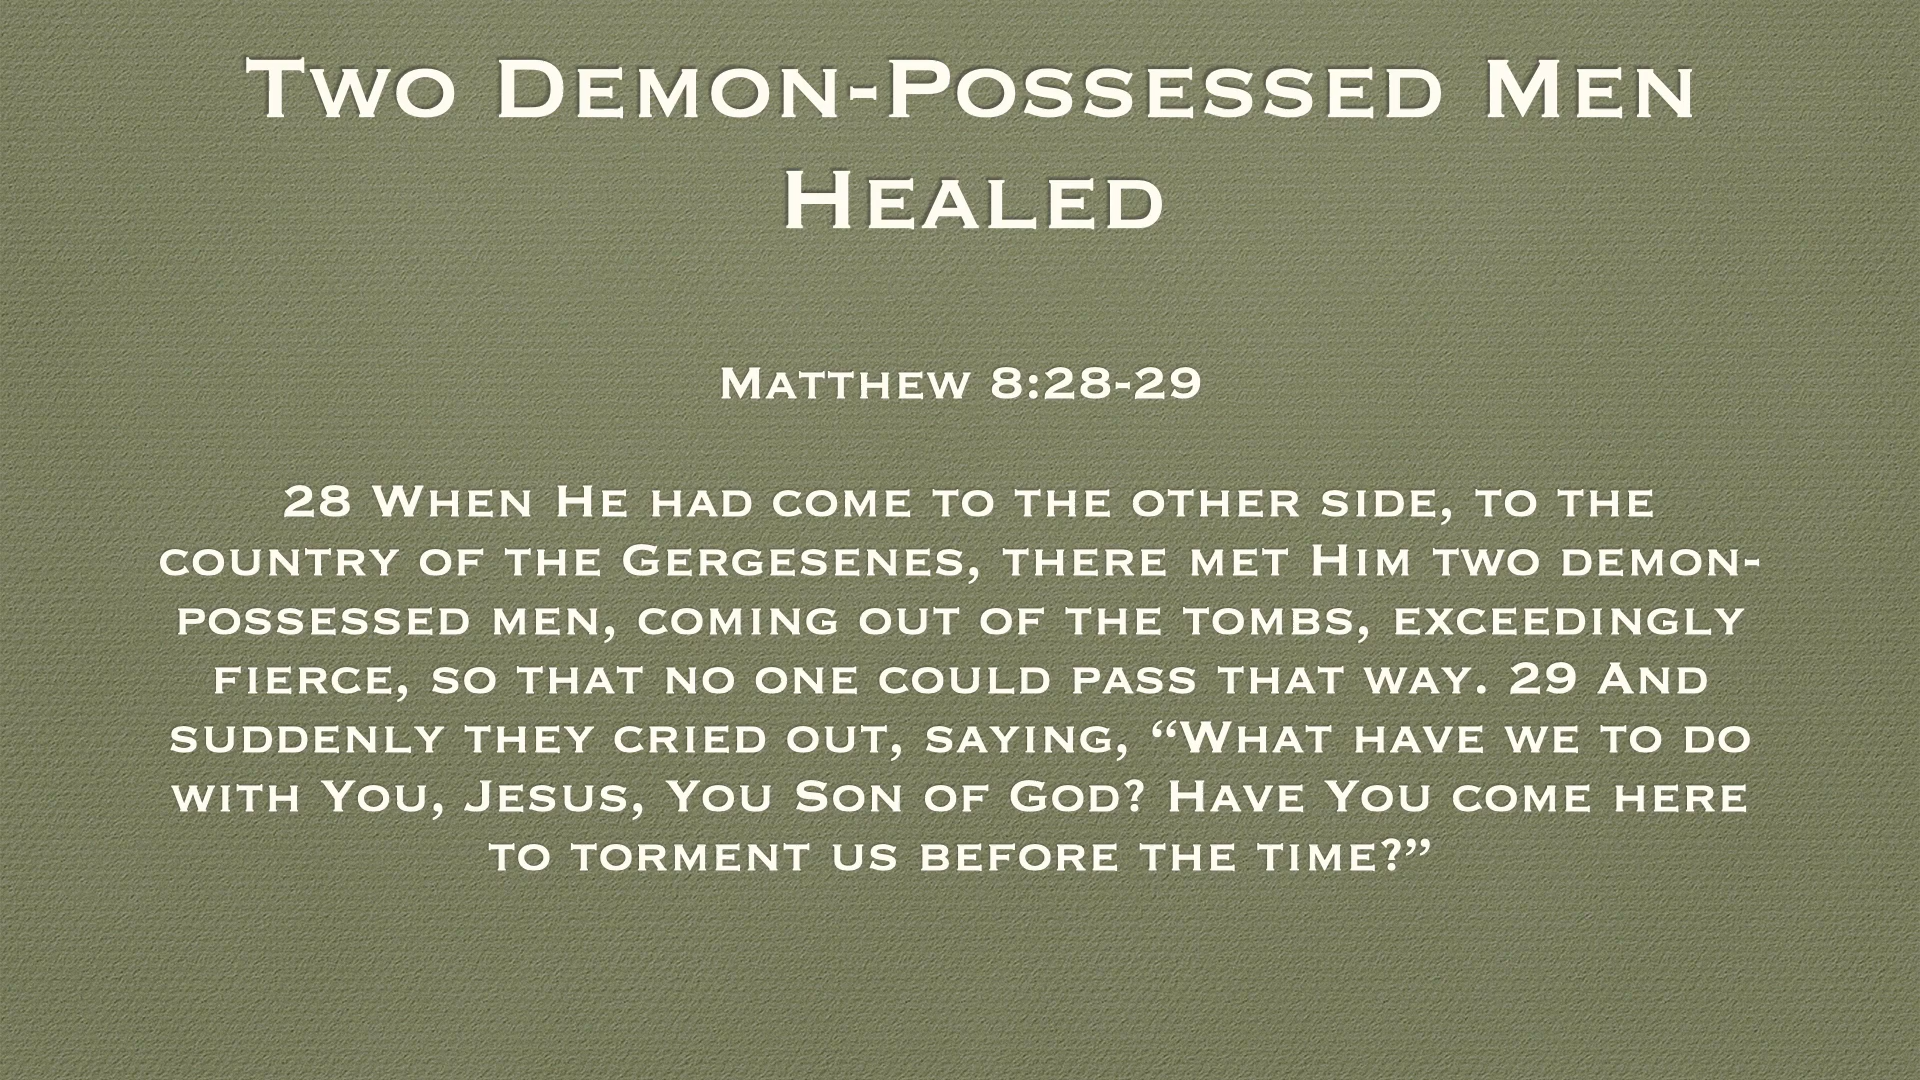 Two Demon-Possessed Men
Healed
Matthew 8:28-29
28 When He had come to the other side, to the
country of the Gergesenes, there met Him two demon-
possessed men, coming out of the tombs, exceedingly
fierce, so that no one could pass that way. 29 And
suddenly they cried out, saying, “What have we to do
with You, Jesus, You Son of God? Have You come here
to torment us before the time?”